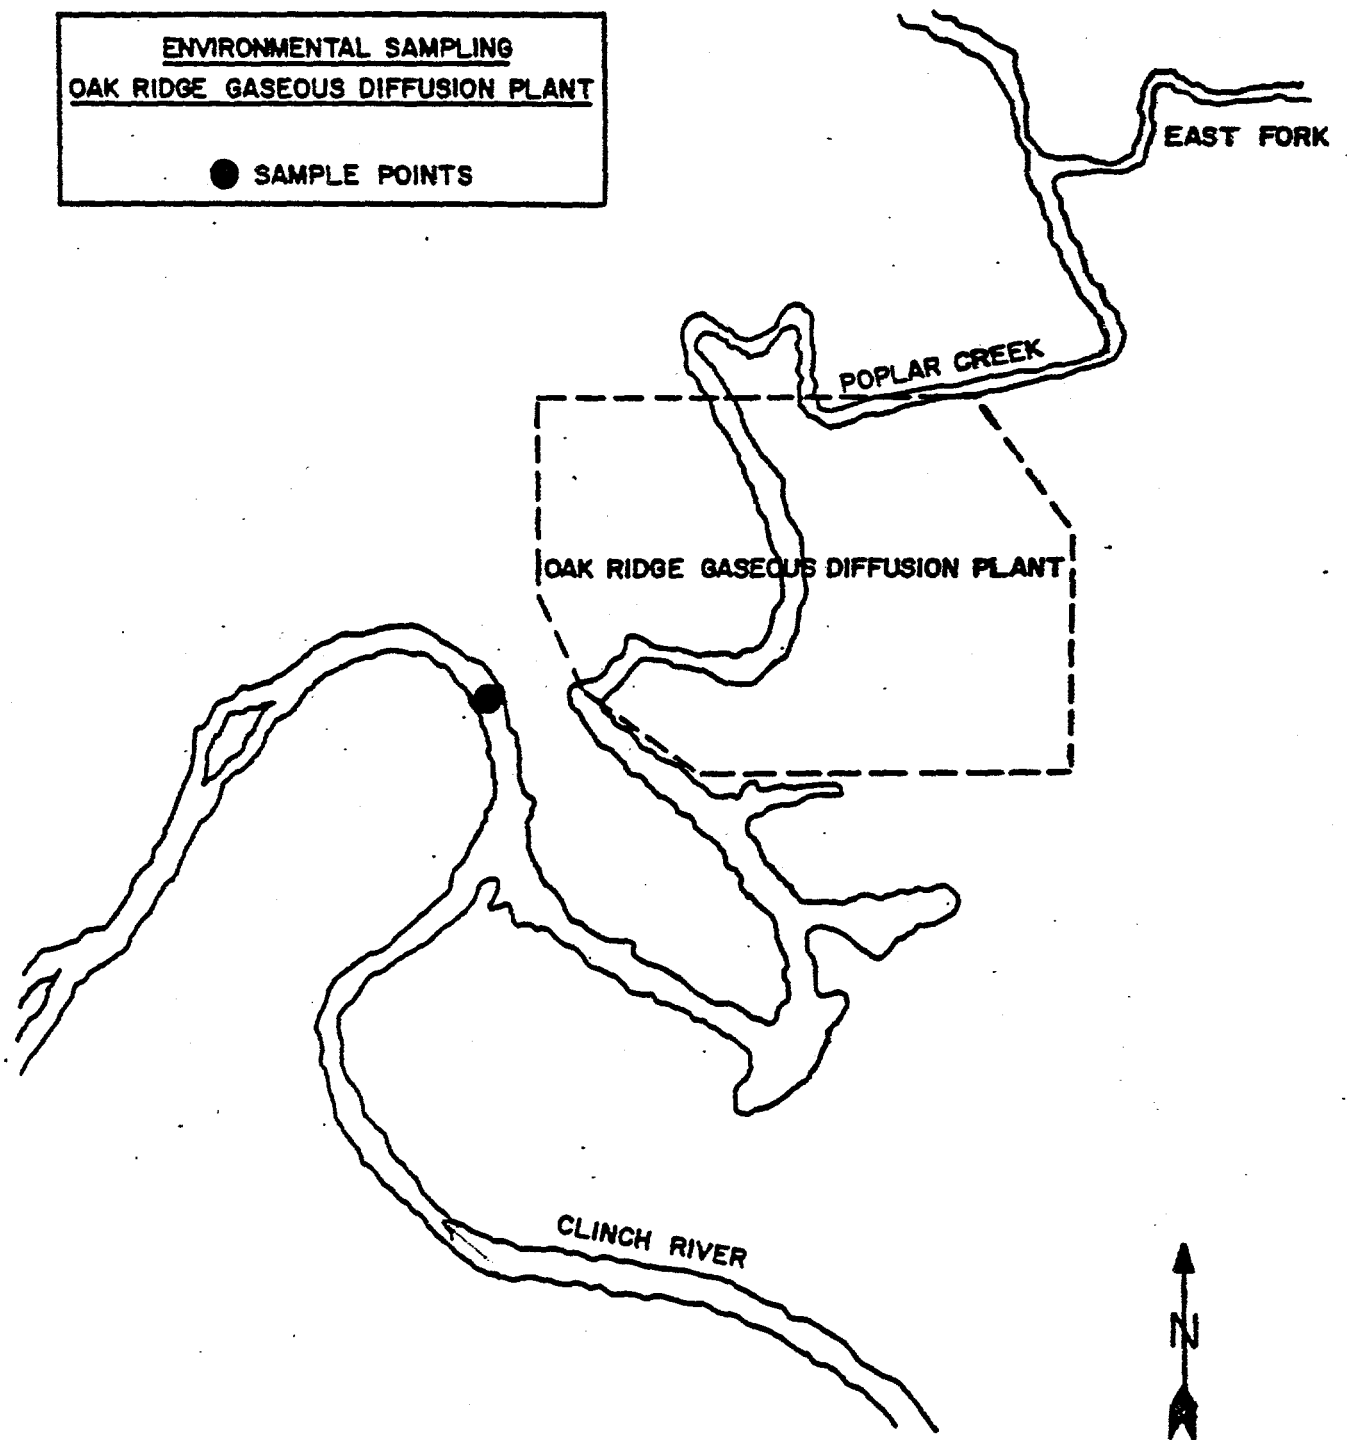 ENVIRONMENTAL SAMPLING
OAK RIDGE GASEOUS DIFFUSION PLANT
SAMPLE POINTS
EAST FORK
POPLAR CREEK
OAK RIDGE GASEOUS DIFFUSION PLANT
CLINCH RIVER
N